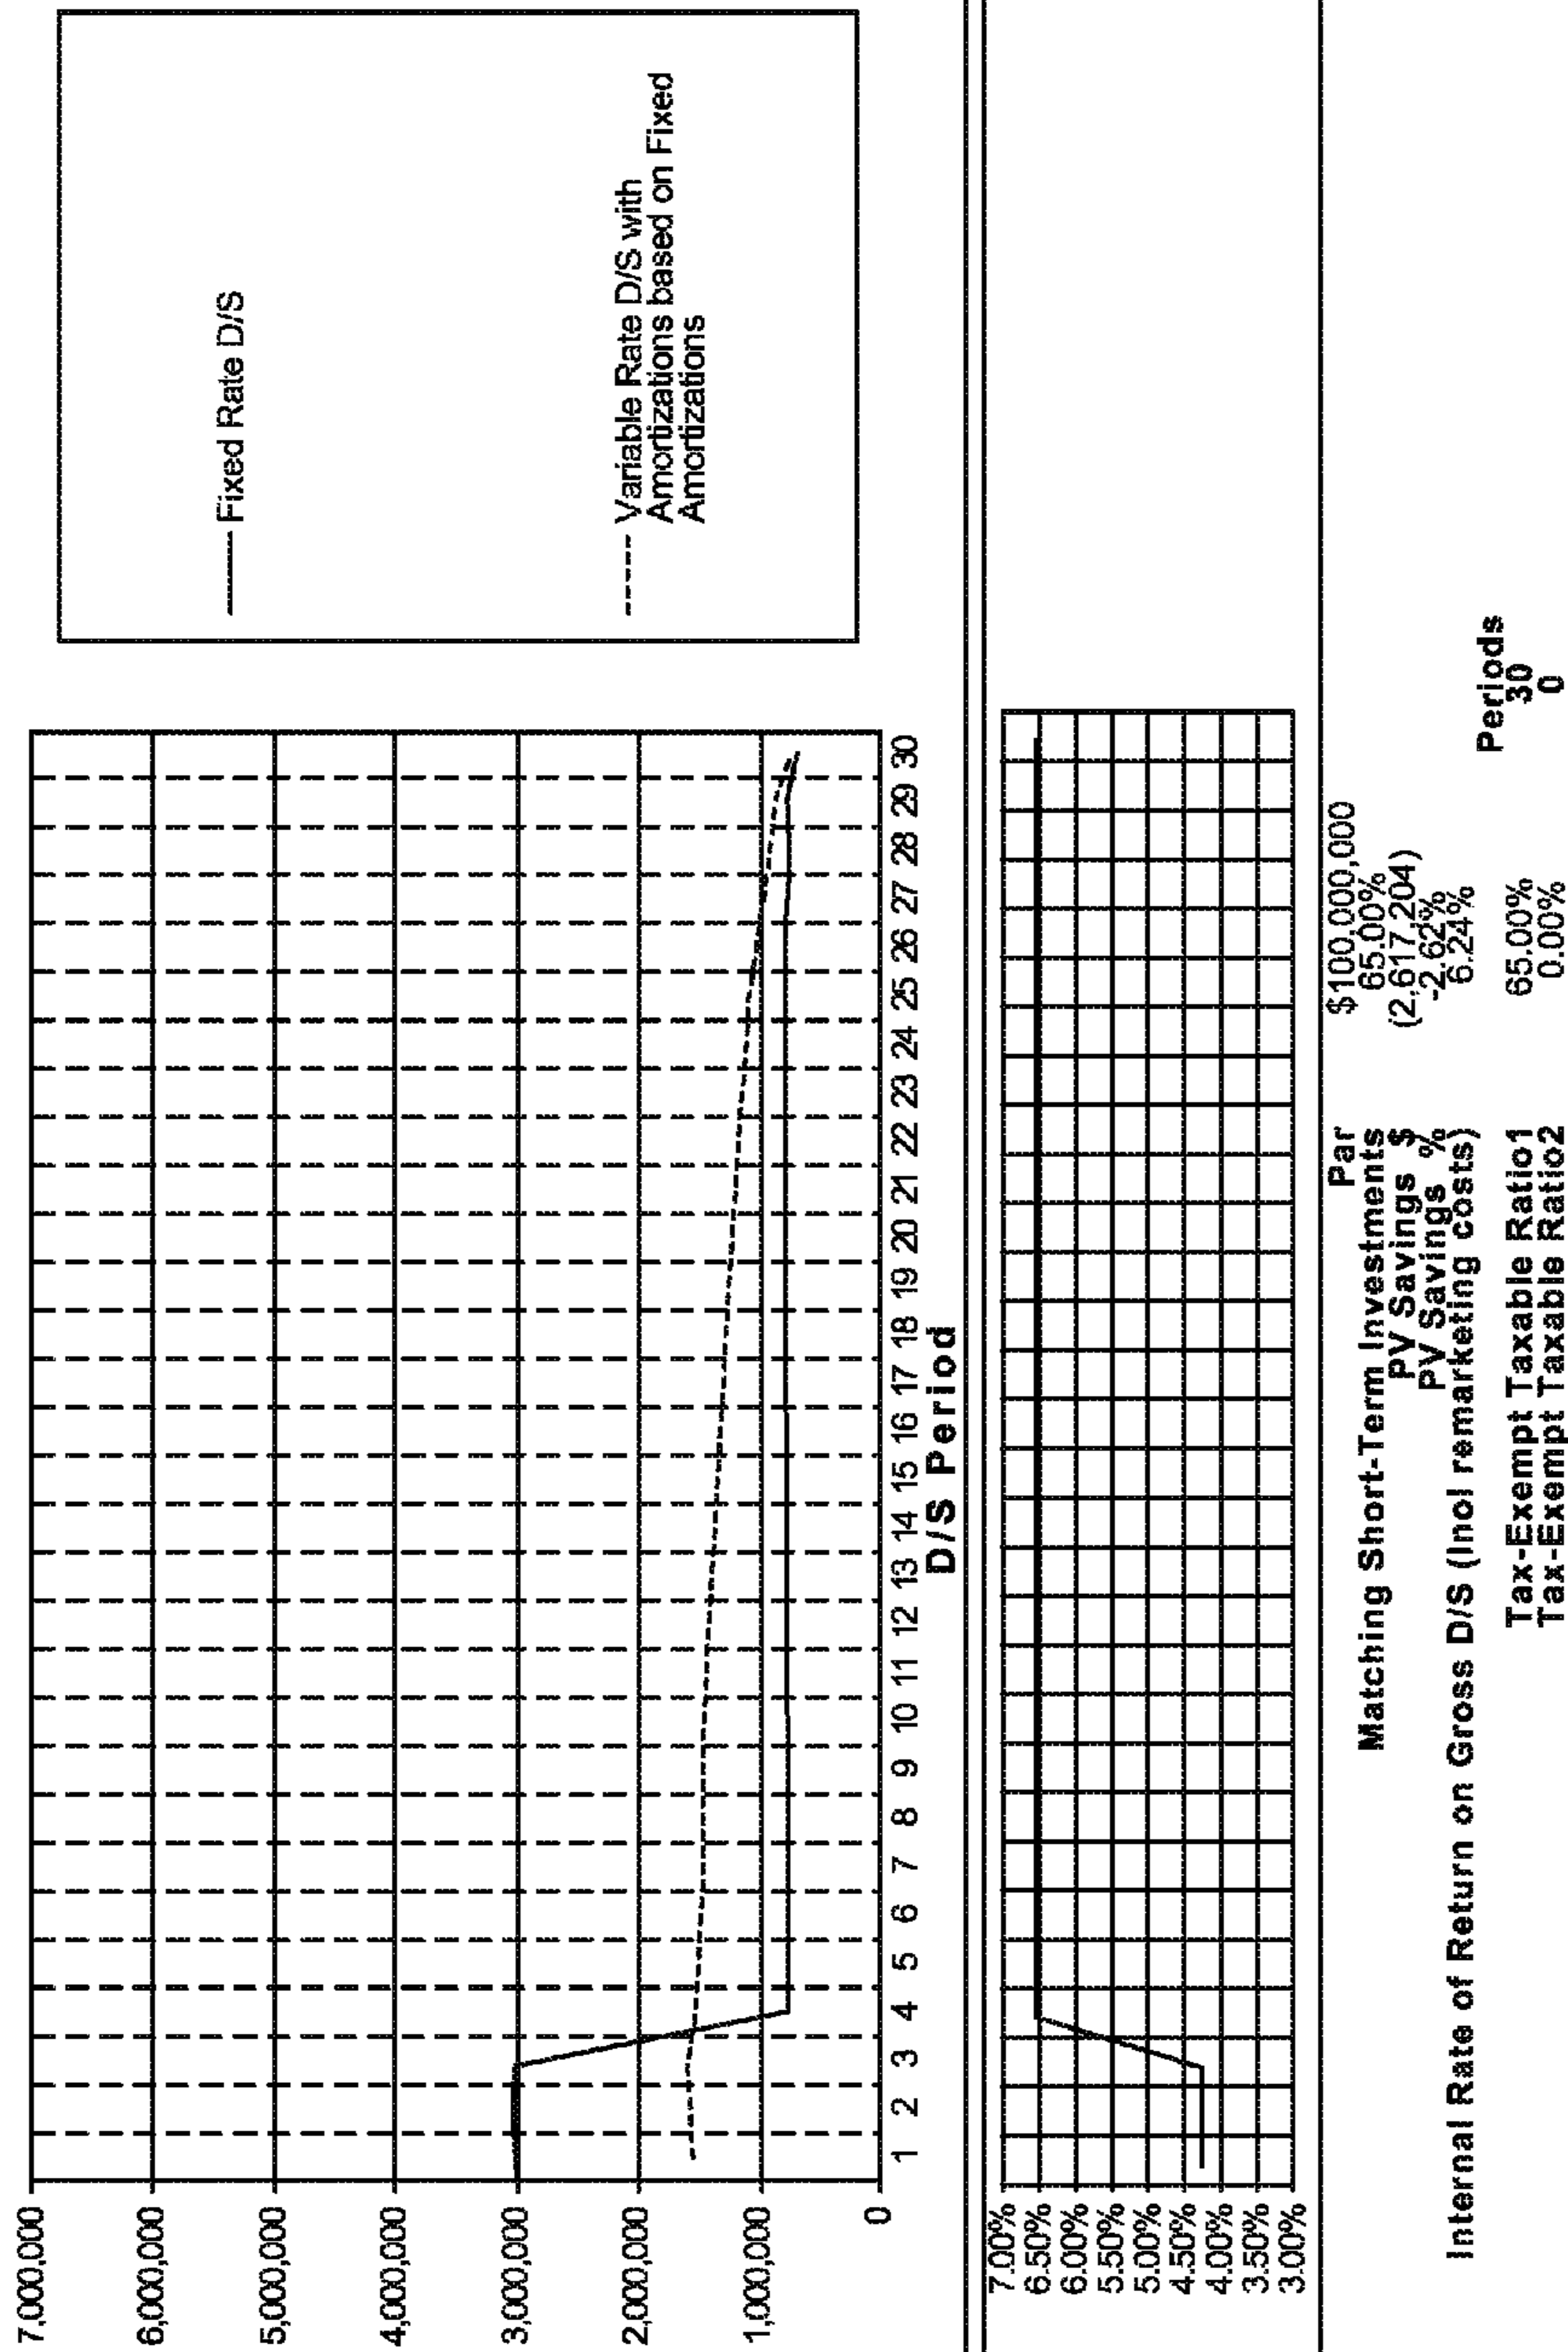 7,000,000
6,000,000
5,000,000
4,000,000
3,000,000
2,000,000
1,000,000
0
1 2 3 4 5 6 7 8 9 10 11 12 13 14 15 16 17 18 19 20 21 22 23 24 25 26 27 28 29 30
D/S Period
Fixed Rate D/S
Variable Rate D/S with
Amortizations based on Fixed
Amortizations
7.00%
6.50%
6.00%
5.50%
5.00%
4.50%
4.00%
3.50%
3.00%
Par $100,000,000
Matching Short-Term Investments 65.00%
PV Savings $ (2,617,204)
PV Savings % -2.62%
Internal Rate of Return on Gross D/S (Incl remarketing costs) 6.24%
Periods
Tax-Exempt Taxable Ratio1 65.00% 30
Tax-Exempt Taxable Ratio2 0.00% 0